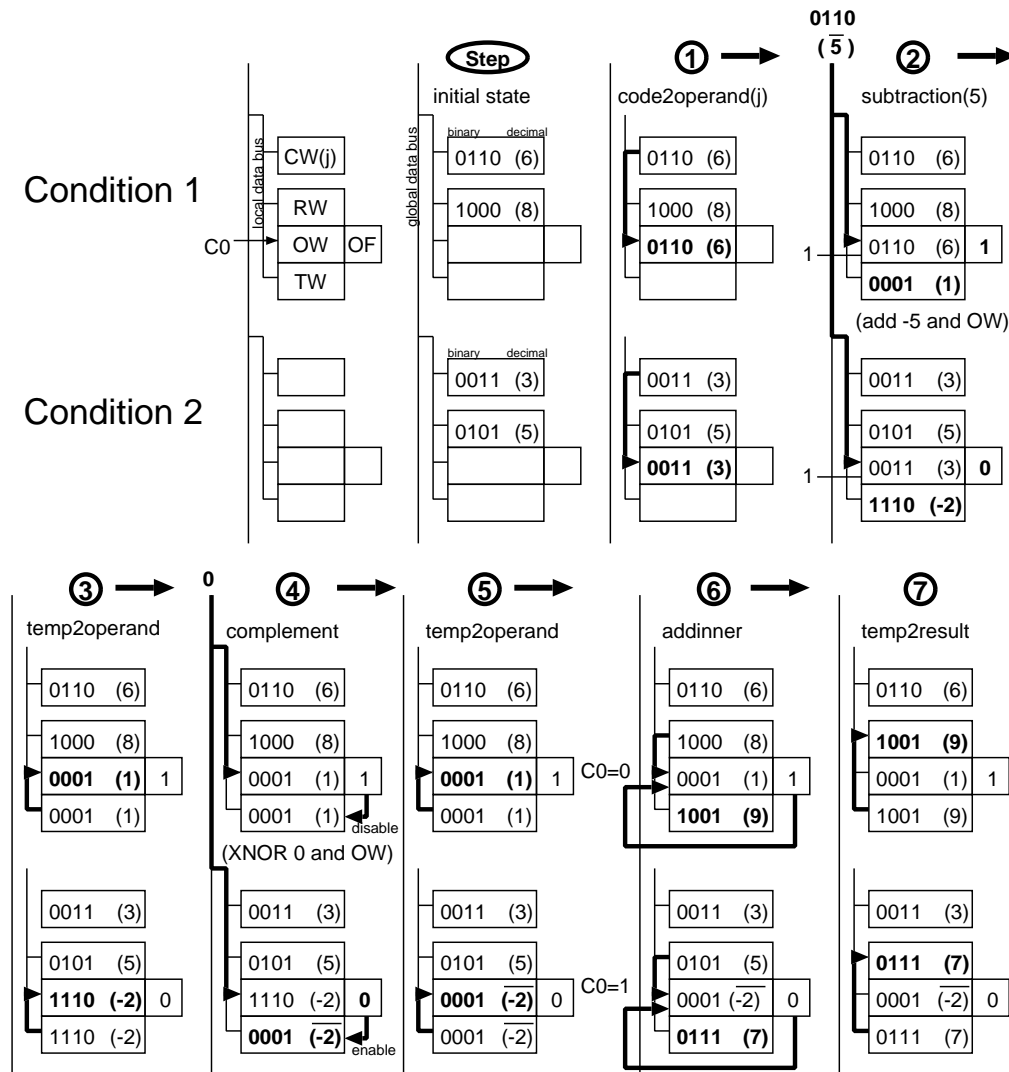 0110
(5̅)
Step
1
2
initial state
code2operand(j)
subtraction(5)
local data bus
global data bus
Condition 1
binary decimal
CW(j)
0110 (6)
0110 (6)
0110 (6)
RW
1000 (8)
1000 (8)
1000 (8)
C0
OW OF
0110 (6)
1
0110 (6) 1
TW
0001 (1)
(add -5 and OW)
Condition 2
binary decimal
0011 (3)
0011 (3)
0011 (3)
0101 (5)
0101 (5)
0101 (5)
0011 (3)
1
0011 (3) 0
1110 (-2)
3
0
4
5
6
7
temp2operand
complement
temp2operand
addinner
temp2result
0110 (6)
0110 (6)
0110 (6)
0110 (6)
0110 (6)
1000 (8)
1000 (8)
1000 (8)
1000 (8)
1001 (9)
0001 (1) 1
0001 (1) 1
0001 (1) 1
C0=0
0001 (1) 1
0001 (1) 1
0001 (1)
0001 (1)
disable
0001 (1)
1001 (9)
1001 (9)
(XNOR 0 and OW)
0011 (3)
0011 (3)
0011 (3)
0011 (3)
0011 (3)
0101 (5)
0101 (5)
0101 (5)
0101 (5)
0111 (7)
1110 (-2) 0
1110 (-2) 0
0001 (-̅2̅) 0
C0=1
0001 (-̅2̅) 0
0001 (-̅2̅) 0
1110 (-2)
0001 (-̅2̅)
enable
0001 (-̅2̅)
0111 (7)
0111 (7)